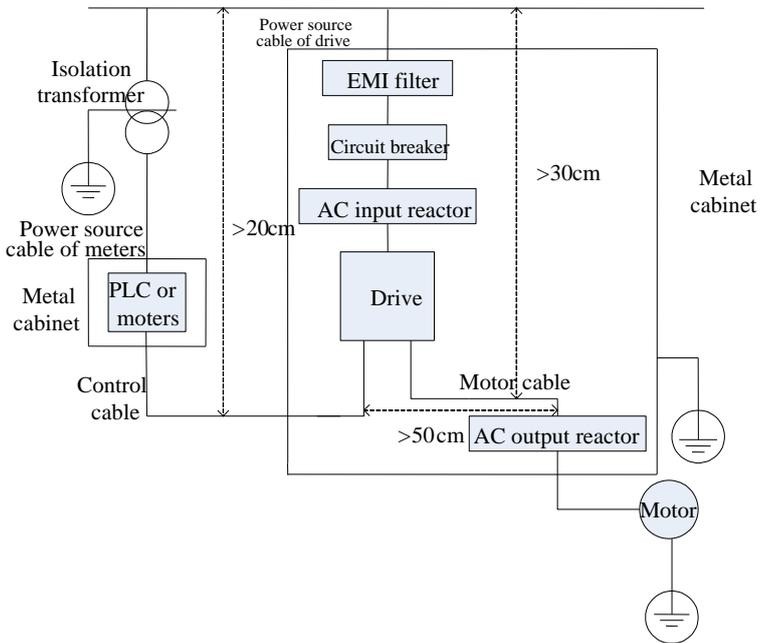 Power source
cable of drive
Isolation
transformer
EMI filter
Circuit breaker
>30cm
Metal
cabinet
AC input reactor
Power source
cable of meters
>20cm
PLC or
moters
Metal
cabinet
Drive
Control
cable
Motor cable
>50cm
AC output reactor
Motor